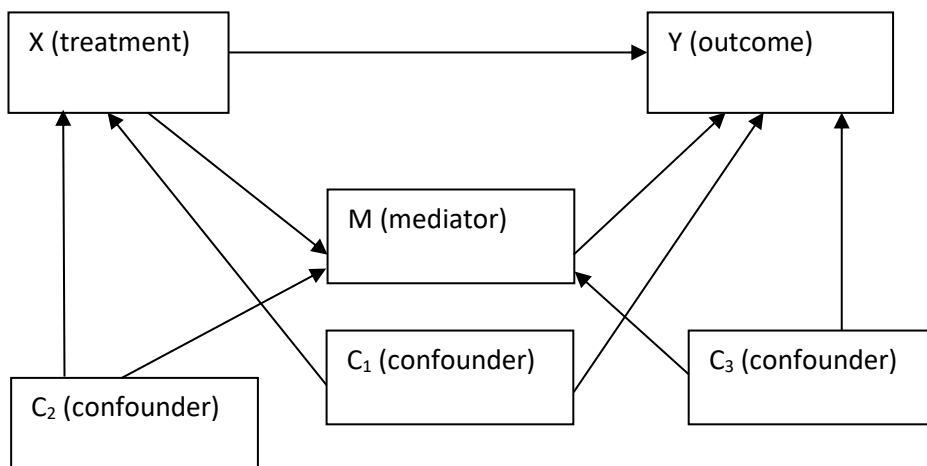 X (treatment)
Y (outcome)
M (mediator)
C₁ (confounder)
C₃ (confounder)
C₂ (confounder)